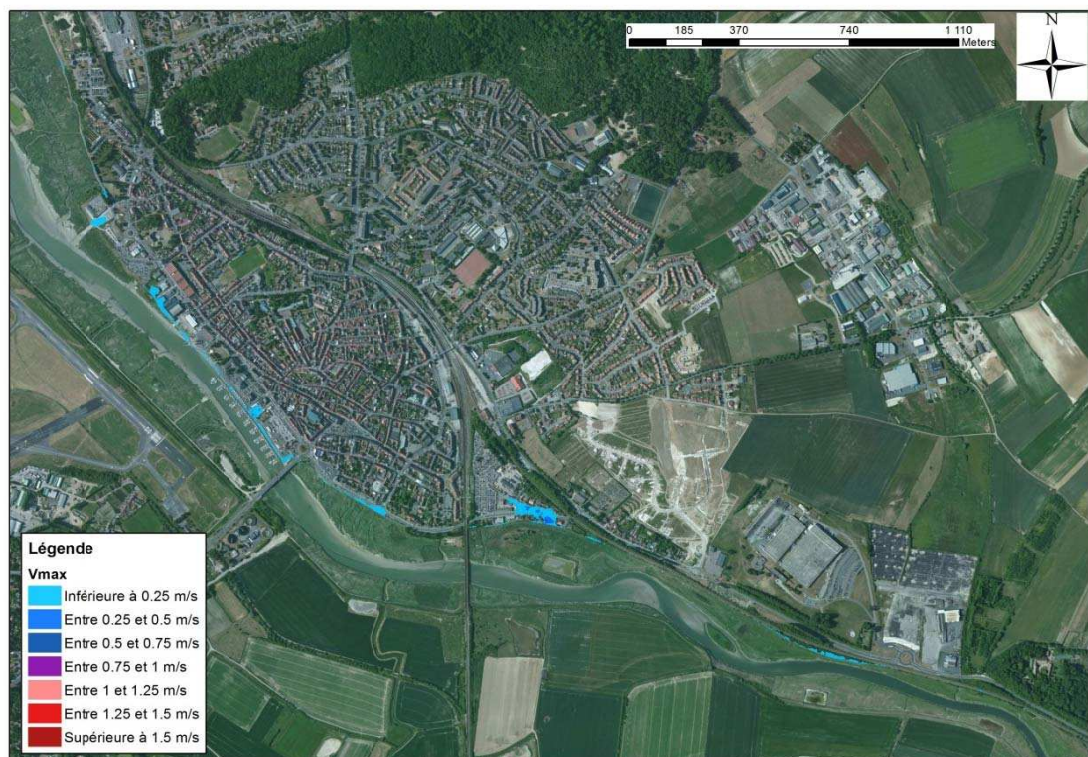 0 185 370 740 1 110
Meters
N
Légende
Vmax
Inférieure à 0.25 m/s
Entre 0.25 et 0.5 m/s
Entre 0.5 et 0.75 m/s
Entre 0.75 et 1 m/s
Entre 1 et 1.25 m/s
Entre 1.25 et 1.5 m/s
Supérieure à 1.5 m/s